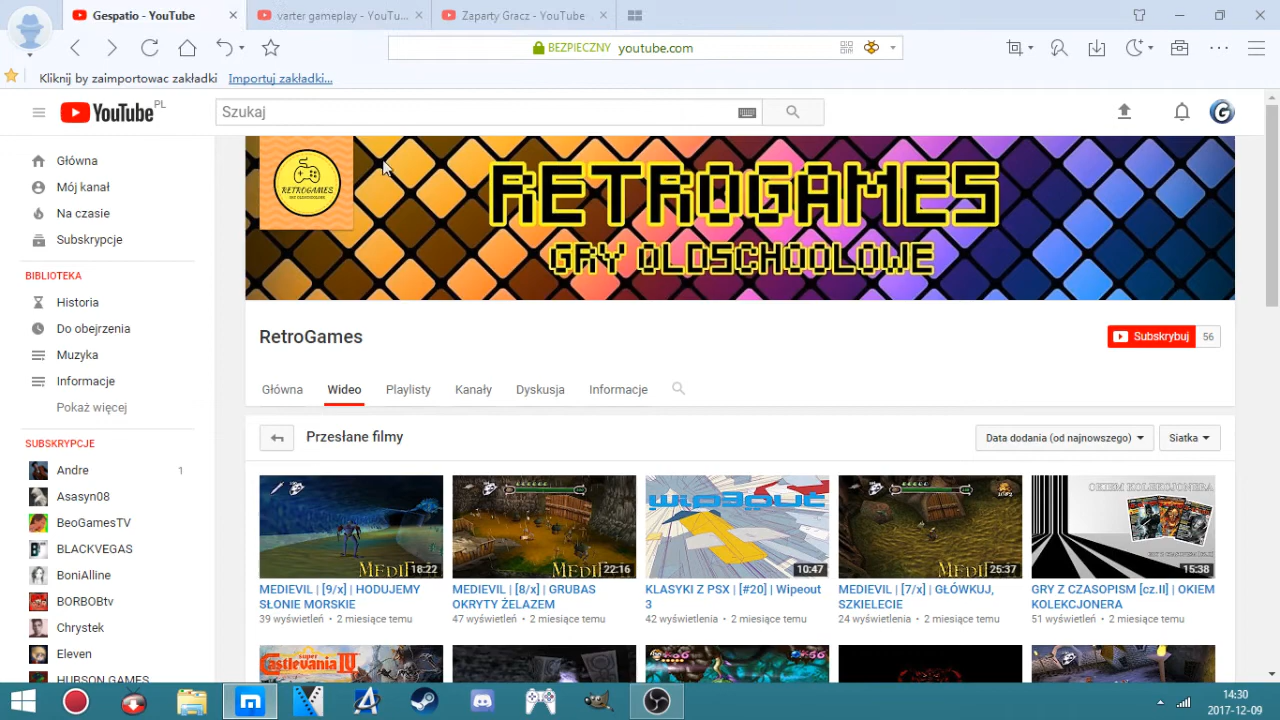 Gespatio - YouTube
varter gameplay - YouTu...
Zaparty Gracz - YouTube
BEZPIECZNY youtube.com
Kliknij by zaimportowac zakładki Importuj zakładki...
YouTube PL
Szukaj
G
Główna
Mój kanał
Na czasie
Subskrypcje
BIBLIOTEKA
Historia
Do obejrzenia
Muzyka
Informacje
Pokaż więcej
SUBSKRYPCJE
Andre 1
Asasyn08
BeoGamesTV
BLACKVEGAS
BoniAlline
BORBOBtv
Chrystek
Eleven
HUBSON GAMES
RETROGAMES
RETROGAMES
GRY OLDSCHOOLOWE
RetroGames
Subskrybuj 56
Główna Wideo Playlisty Kanały Dyskusja Informacje
Przesłane filmy
Data dodania (od najnowszego) Siatka
18:22
MEDIEVIL | [9/x] | HODUJEMY
SŁONIE MORSKIE
39 wyświetleń • 2 miesiące temu
22:16
MEDIEVIL | [8/x] | GRUBAS
OKRYTY ŻELAZEM
47 wyświetleń • 2 miesiące temu
wipeout
10:47
KLASYKI Z PSX | [#20] | Wipeout
3
42 wyświetlenia • 2 miesiące temu
25:37
MEDIEVIL | [7/x] | GŁÓWKUJ,
SZKIELECIE
24 wyświetlenia • 2 miesiące temu
OKIEM KOLEKCJONERA
15:38
GRY Z CZASOPISM [cz.II] | OKIEM
KOLEKCJONERA
51 wyświetleń • 2 miesiące temu
super
Castlevania IV
14:30
2017-12-09